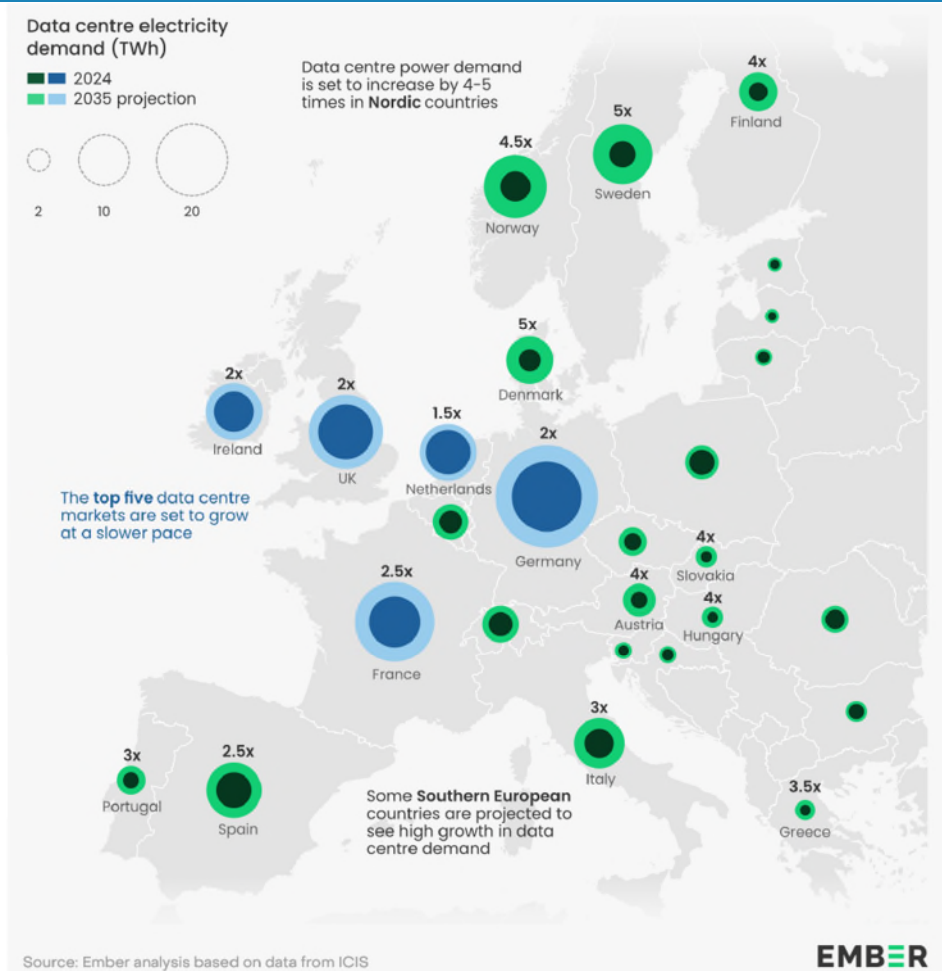 Data centre electricity
demand (TWh)
2024
2035 projection
2
10
20
Data centre power demand
is set to increase by 4-5
times in Nordic countries
4x
Finland
5x
Sweden
4.5x
Norway
5x
Denmark
2x
Ireland
2x
UK
1.5x
Netherlands
2x
Germany
The top five data centre
markets are set to grow
at a slower pace
4x
Slovakia
4x
Austria
4x
Hungary
2.5x
France
3x
Portugal
2.5x
Spain
3x
Italy
Some Southern European
countries are projected to
see high growth in data
centre demand
3.5x
Greece
Source: Ember analysis based on data from ICIS
EMBER